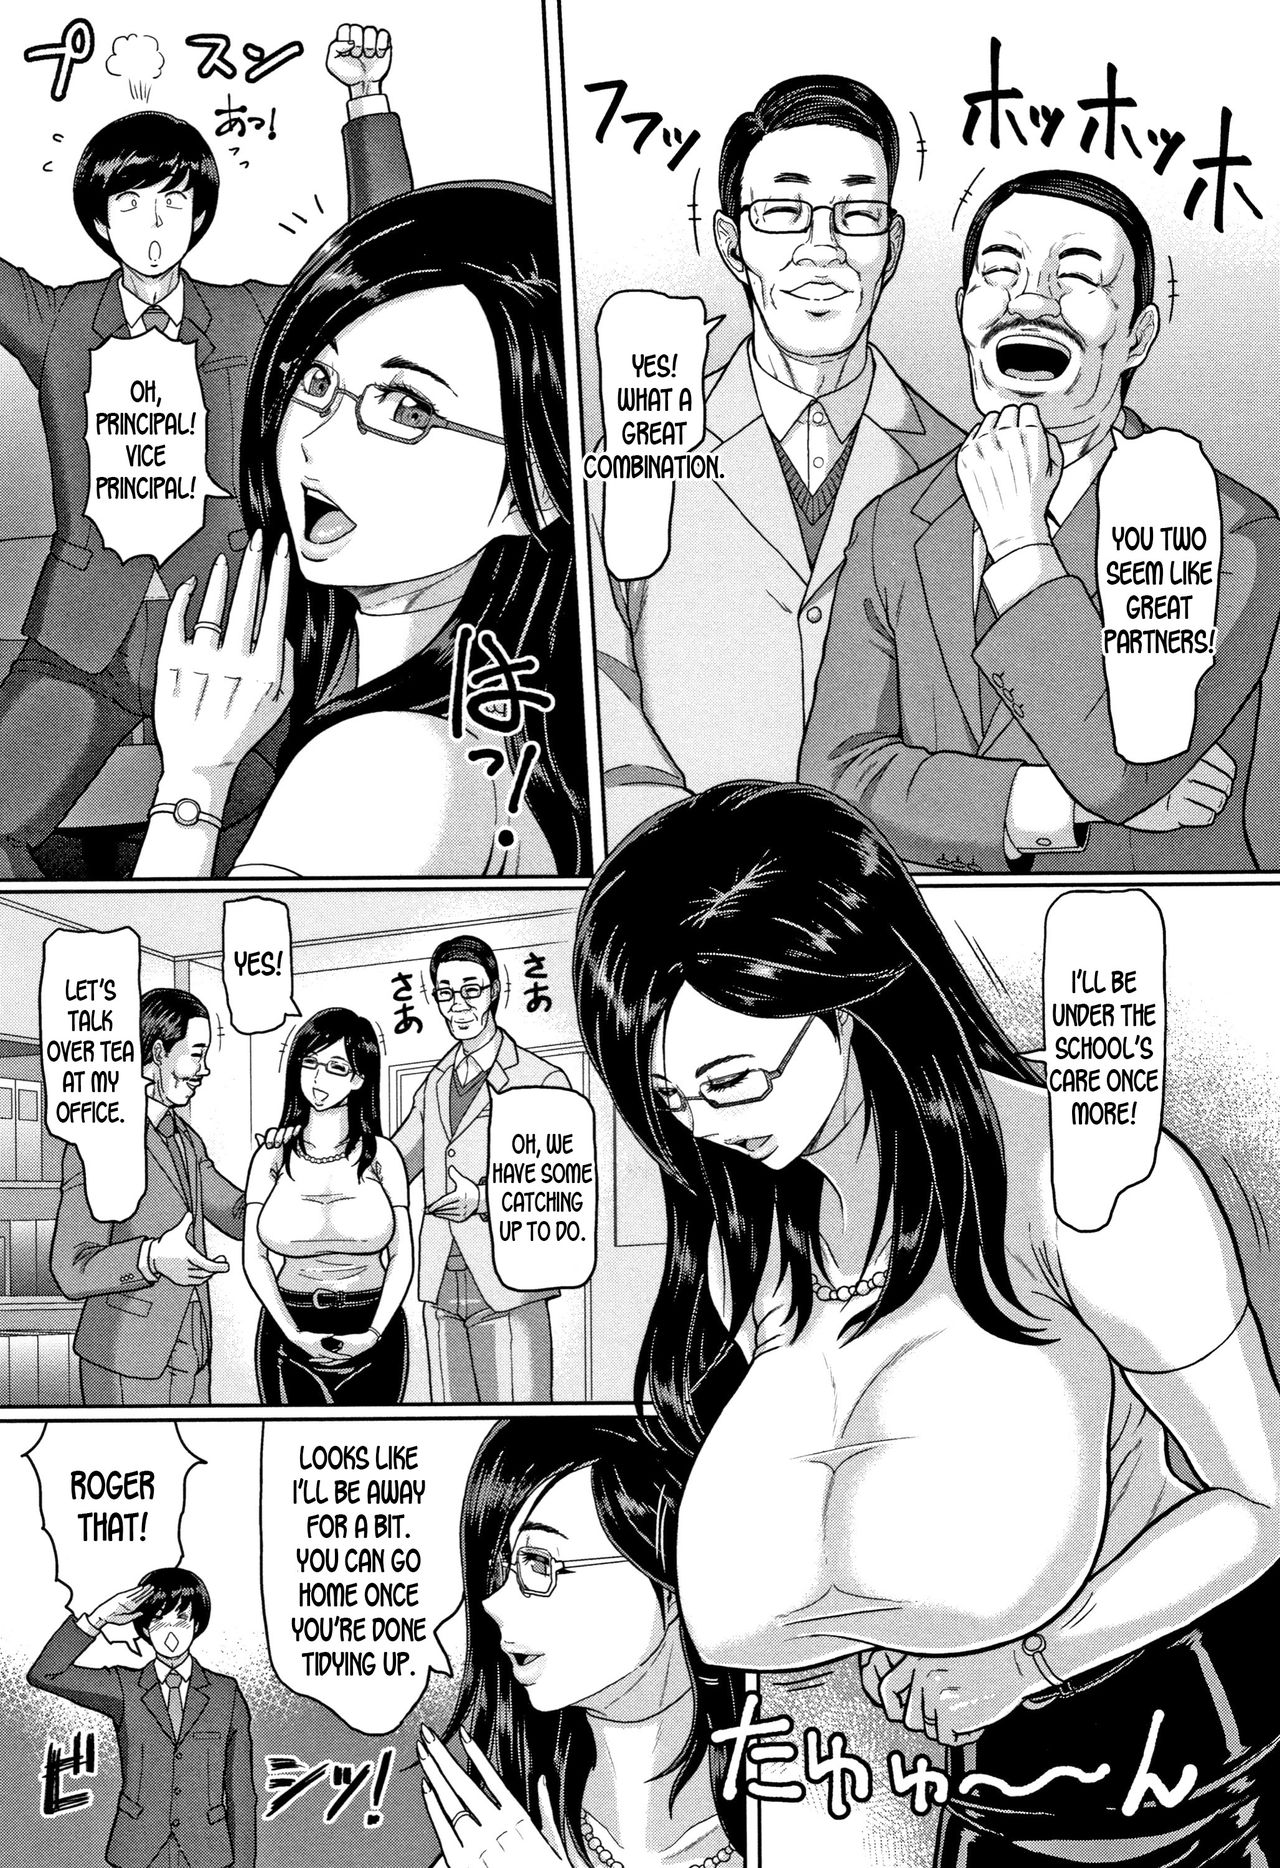 フフッ
ホッホッホ
YES!
WHAT A
GREAT
COMBINATION.
YOU TWO
SEEM LIKE
GREAT
PARTNERS!
プスン
あっ!
OH,
PRINCIPAL!
VICE
PRINCIPAL!
はっ!
I'LL BE
UNDER THE
SCHOOL'S
CARE ONCE
MORE!
たゆゅ〜〜ん
YES!
LET'S
TALK
OVER TEA
AT MY
OFFICE.
さお
さお
OH, WE
HAVE SOME
CATCHING
UP TO DO.
LOOKS LIKE
I'LL BE AWAY
FOR A BIT.
YOU CAN GO
HOME ONCE
YOU'RE DONE
TIDYING UP.
ROGER
THAT!
ビシッ!